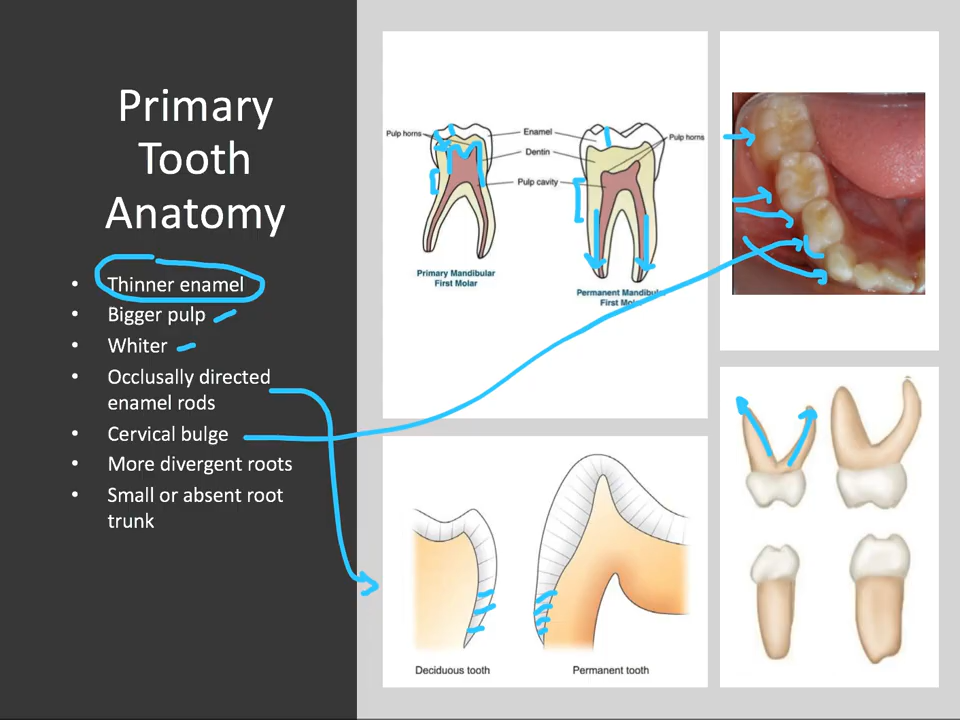 Primary
Tooth
Anatomy
• Thinner enamel
• Bigger pulp
• Whiter
• Occlusally directed
enamel rods
• Cervical bulge
• More divergent roots
• Small or absent root
trunk
Pulp horns
Enamel
Dentin
Pulp cavity
Pulp horns
Primary Mandibular
First Molar
Permanent Mandibular
First Molar
Deciduous tooth
Permanent tooth